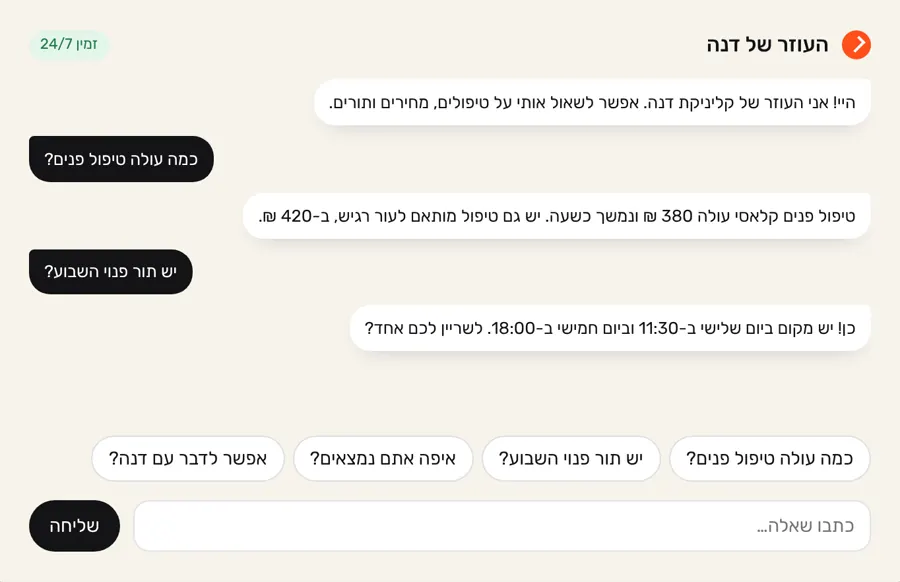 העוזר של דנה
זמין 24/7
היי! אני העוזר של קליניקת דנה. אפשר לשאול אותי על טיפולים, מחירים ותורים.
כמה עולה טיפול פנים?
טיפול פנים קלאסי עולה 380 ₪ ונמשך כשעה. יש גם טיפול מותאם לעור רגיש, ב-420 ₪.
יש תור פנוי השבוע?
כן! יש מקום ביום שלישי ב-11:30 וביום חמישי ב-18:00. לשריין לכם אחד?
כמה עולה טיפול פנים?
יש תור פנוי השבוע?
איפה אתם נמצאים?
אפשר לדבר עם דנה?
כתבו שאלה...
שליחה